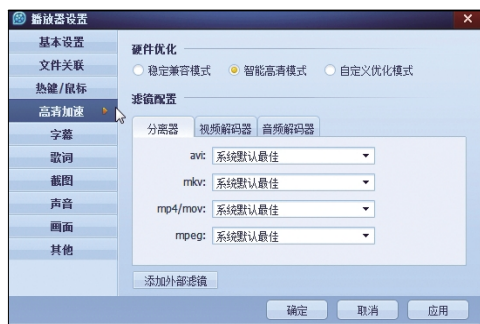 播放器设置
基本设置
文件关联
热键/鼠标
高清加速
字幕
歌词
截图
声音
画面
其他
硬件优化
稳定兼容模式 智能高清模式 自定义优化模式
滤镜配置
分离器 视频解码器 音频解码器
avi: 系统默认最佳
mkv: 系统默认最佳
mp4/mov: 系统默认最佳
mpeg: 系统默认最佳
添加外部滤镜
确定 取消 应用